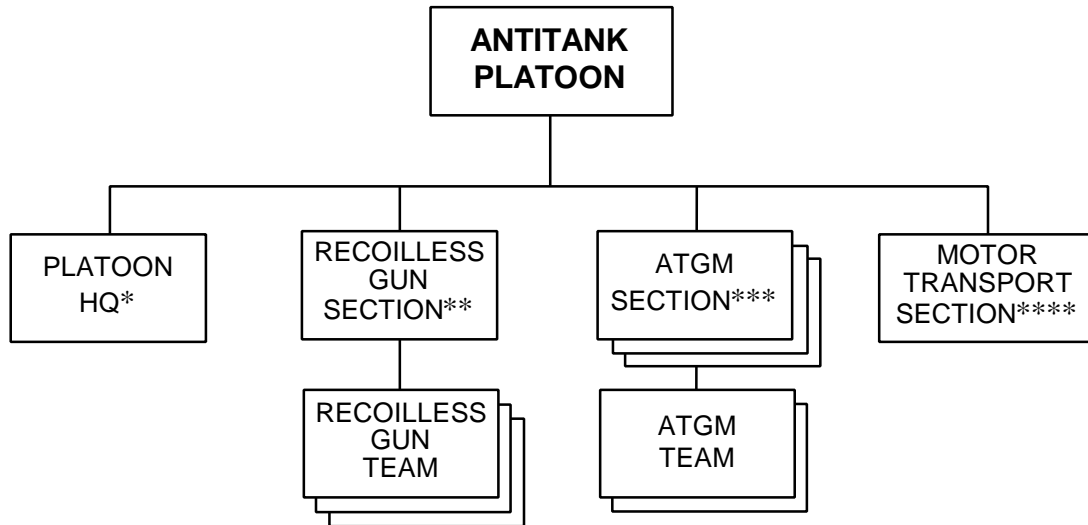 ANTITANK
PLATOON
PLATOON
HQ*
RECOILLESS
GUN
SECTION**
ATGM
SECTION***
MOTOR
TRANSPORT
SECTION****
RECOILLESS
GUN
TEAM
ATGM
TEAM